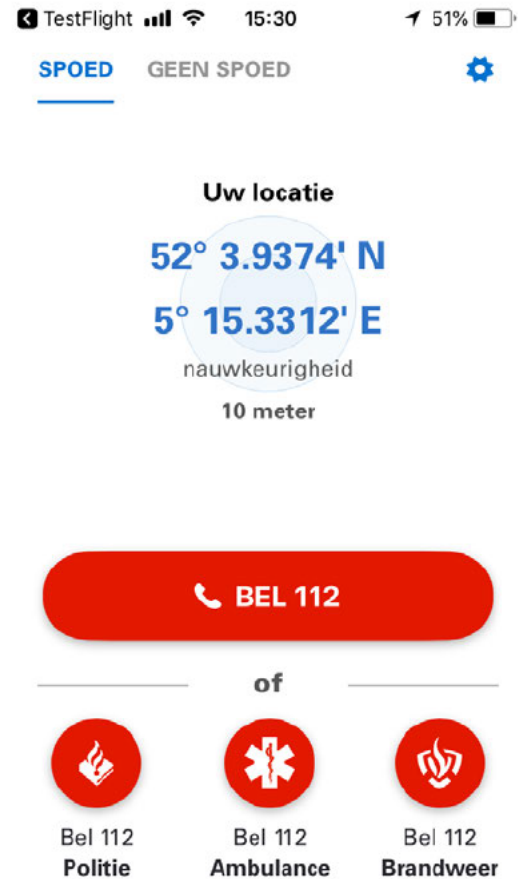 TestFlight 15:30 51%
SPOED GEEN SPOED
Uw locatie
52° 3.9374' N
5° 15.3312' E
nauwkeurigheid
10 meter
BEL 112
of
Bel 112 Bel 112 Bel 112
Politie Ambulance Brandweer